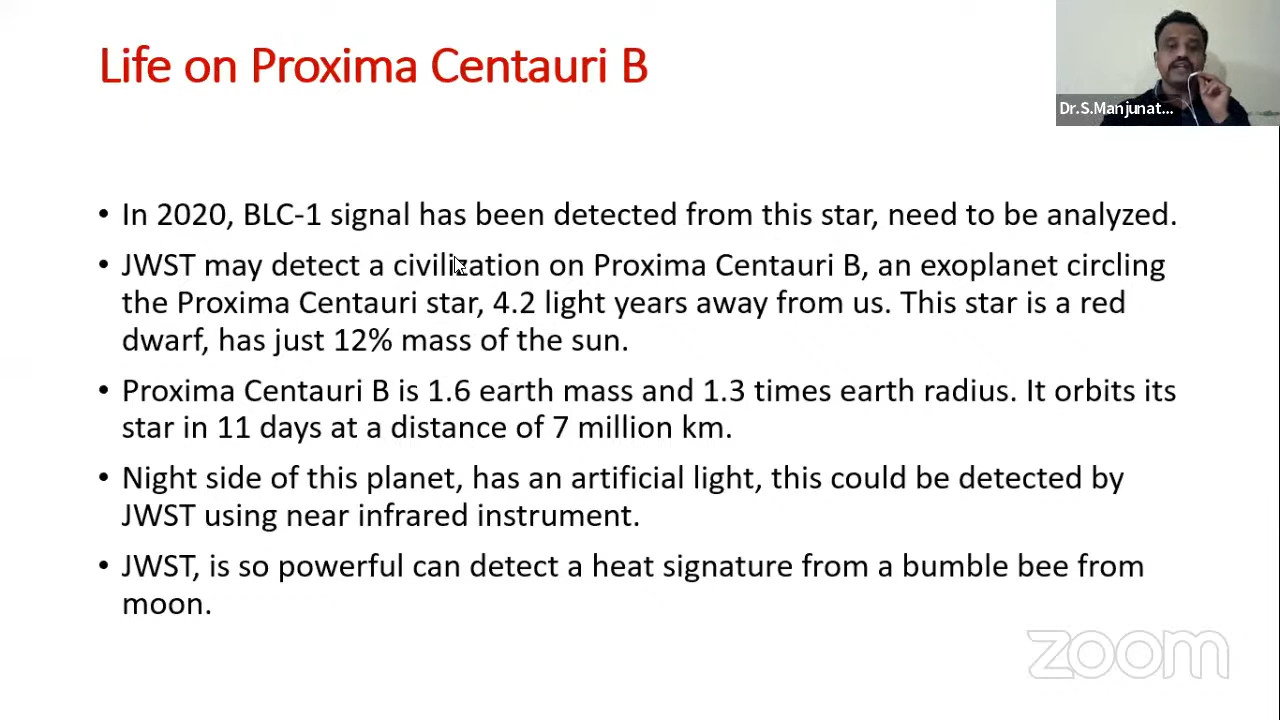 Life on Proxima Centauri B
Dr.S.Manjunat...
• In 2020, BLC-1 signal has been detected from this star, need to be analyzed.
• JWST may detect a civilization on Proxima Centauri B, an exoplanet circling
the Proxima Centauri star, 4.2 light years away from us. This star is a red
dwarf, has just 12% mass of the sun.
• Proxima Centauri B is 1.6 earth mass and 1.3 times earth radius. It orbits its
star in 11 days at a distance of 7 million km.
• Night side of this planet, has an artificial light, this could be detected by
JWST using near infrared instrument.
• JWST, is so powerful can detect a heat signature from a bumble bee from
moon.
zoom